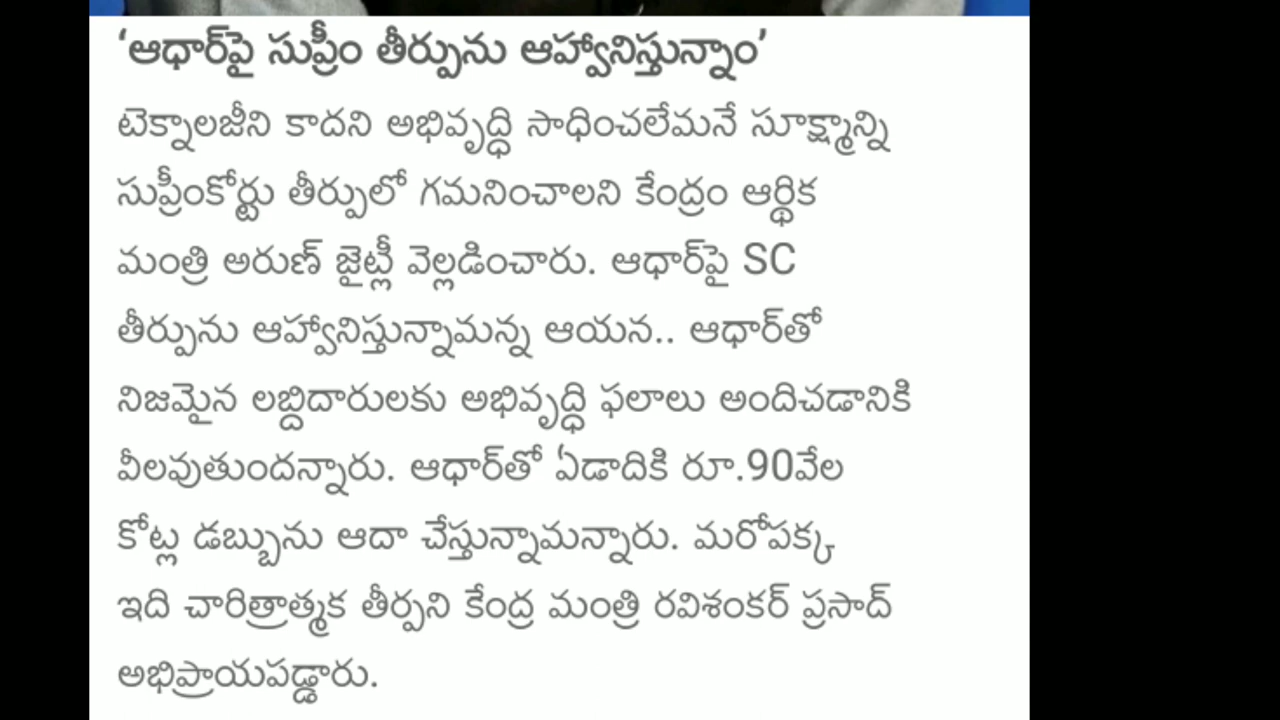 ‘ఆధార్‌పై సుప్రీం తీర్పును ఆహ్వానిస్తున్నాం’
టెక్నాలజీని కాదని అభివృద్ధి సాధించలేమనే సూక్ష్మాన్ని
సుప్రీంకోర్టు తీర్పులో గమనించాలని కేంద్రం ఆర్థిక
మంత్రి అరుణ్ జైట్లీ వెల్లడించారు. ఆధార్‌పై SC
తీర్పును ఆహ్వానిస్తున్నామన్న ఆయన.. ఆధార్‌తో
నిజమైన లబ్దిదారులకు అభివృద్ధి ఫలాలు అందిచడానికి
వీలవుతుందన్నారు. ఆధార్‌తో ఏడాదికి రూ.90వేల
కోట్ల డబ్బును ఆదా చేస్తున్నామన్నారు. మరోపక్క
ఇది చారిత్రాత్మక తీర్పని కేంద్ర మంత్రి రవిశంకర్ ప్రసాద్
అభిప్రాయపడ్డారు.